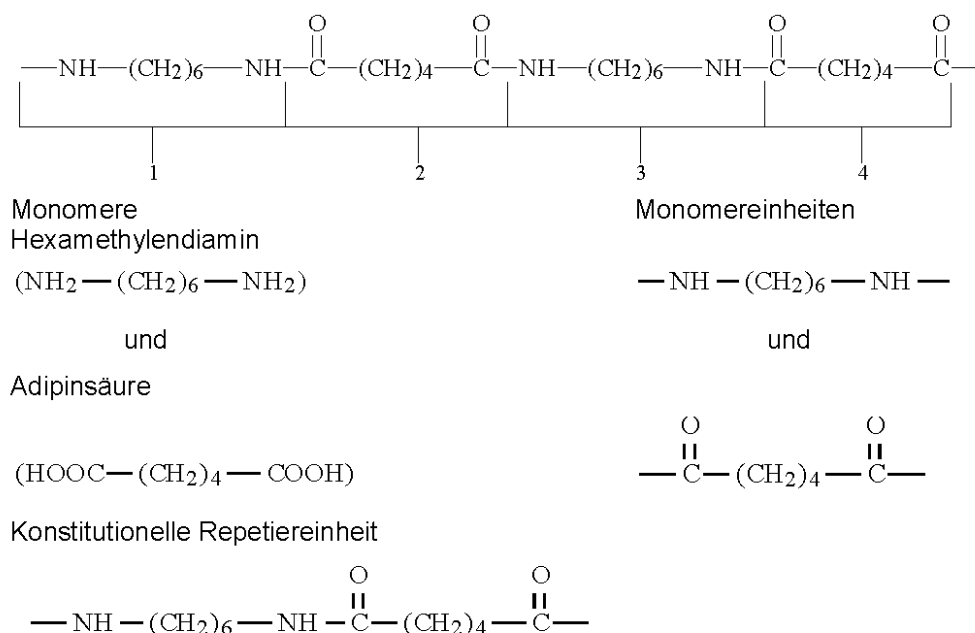 O O O O
—NH—(CH2)6—NH—C—(CH2)4—C—NH—(CH2)6—NH—C—(CH2)4—C—
1 2 3 4
Monomere Monomereinheiten
Hexamethylendiamin
(NH2—(CH2)6—NH2) —NH—(CH2)6—NH—
und und
Adipinsäure
O O
(HOOC—(CH2)4—COOH) —C—(CH2)4—C—
Konstitutionelle Repetiereinheit
O O
—NH—(CH2)6—NH—C—(CH2)4—C—